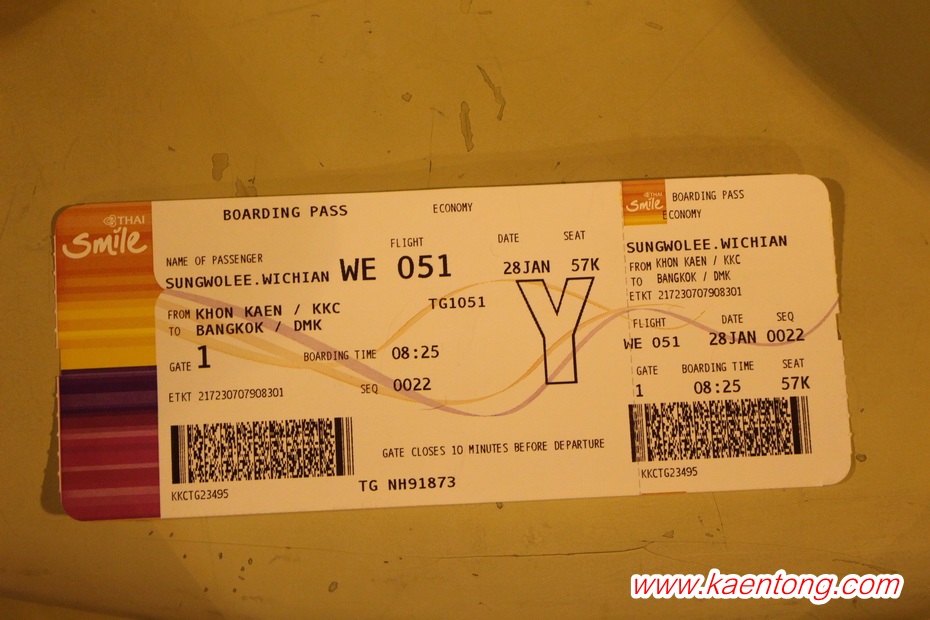 THAI
Smile
BOARDING PASS
ECONOMY
NAME OF PASSENGER
SUNGWOLEE.WICHIAN
FLIGHT
WE 051
DATE
28JAN
SEAT
57K
FROM KHON KAEN / KKC
TO BANGKOK / DMK
TG1051
Y
GATE 1
BOARDING TIME 08:25
ETKT 217230707908301
SEQ 0022
GATE CLOSES 10 MINUTES BEFORE DEPARTURE
KKCTG23495
TG NH91873
THAI
Smile
BOARDING PASS
ECONOMY
SUNGWOLEE.WICHIAN
FROM KHON KAEN / KKC
TO BANGKOK / DMK
ETKT 217230707908301
FLIGHT DATE SEQ
WE 051 28JAN 0022
GATE BOARDING TIME SEAT
1 08:25 57K
KKCTG23495
www.kaentong.com